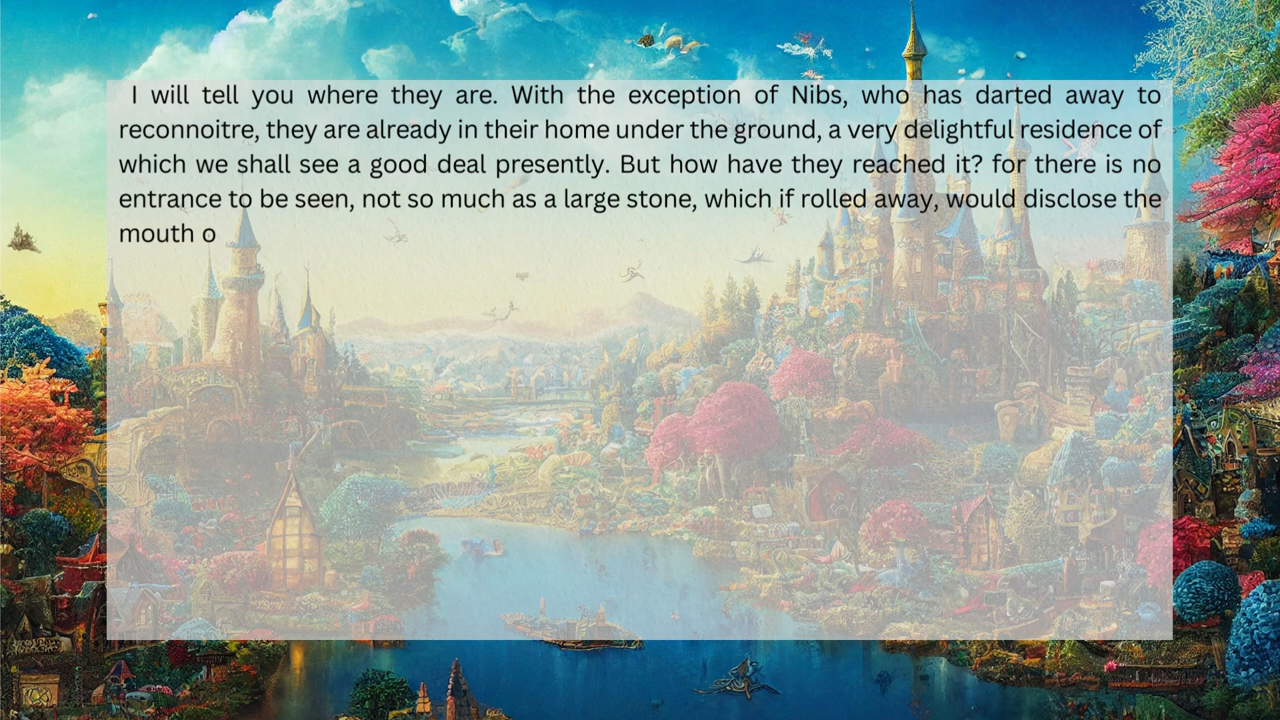 I will tell you where they are. With the exception of Nibs, who has darted away to
reconnoitre, they are already in their home under the ground, a very delightful residence of
which we shall see a good deal presently. But how have they reached it? for there is no
entrance to be seen, not so much as a large stone, which if rolled away, would disclose the
mouth o